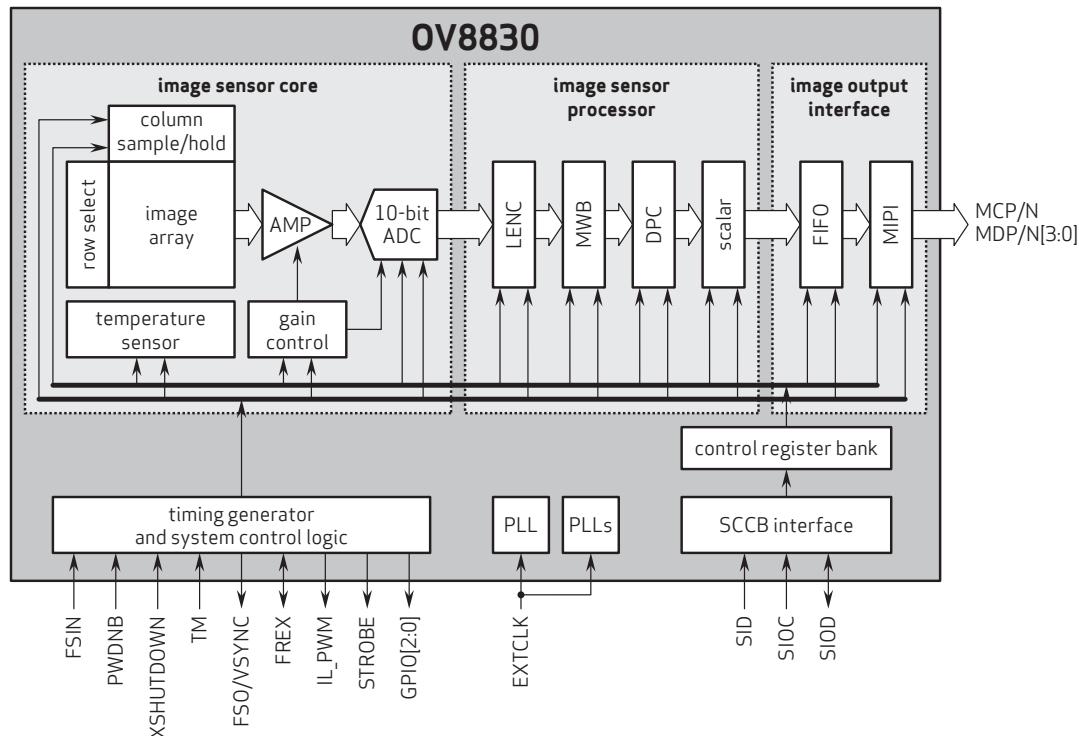 OV8830
image sensor core
image sensor
processor
image output
interface
column
sample/hold
row select
image
array
AMP
10-bit
ADC
LENC
MWB
DPC
scalar
FIFO
MIPI
MCP/N
MDP/N[3:0]
temperature
sensor
gain
control
control register bank
timing generator
and system control logic
PLL
PLLs
SCCB interface
FSIN
PWDNB
XSHUTDOWN
TM
FSO/VSYNC
FREX
IL_PWM
STROBE
GPIO[2:0]
EXTCLK
SID
SIOC
SIOD